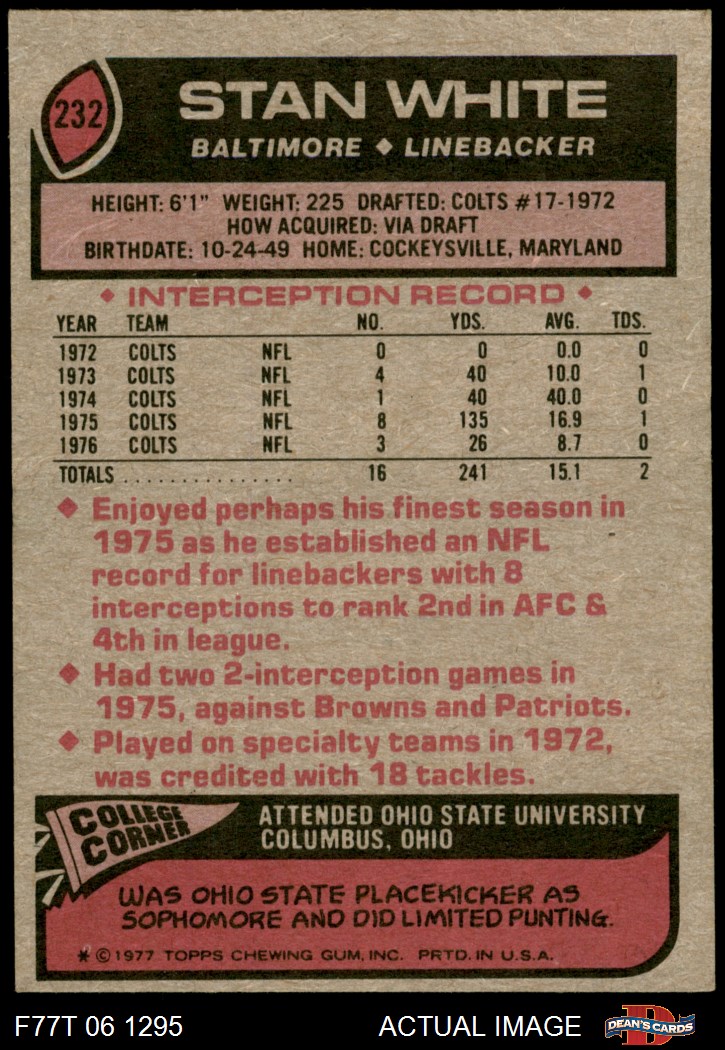 232
STAN WHITE
BALTIMORE ♦ LINEBACKER
HEIGHT: 6'1" WEIGHT: 225 DRAFTED: COLTS #17-1972
HOW ACQUIRED: VIA DRAFT
BIRTHDATE: 10-24-49 HOME: COCKEYSVILLE, MARYLAND
♦ INTERCEPTION RECORD ♦
YEAR TEAM NO. YDS. AVG. TDS.
1972 COLTS NFL 0 0 0.0 0
1973 COLTS NFL 4 40 10.0 1
1974 COLTS NFL 1 40 40.0 0
1975 COLTS NFL 8 135 16.9 1
1976 COLTS NFL 3 26 8.7 0
TOTALS ................ 16 241 15.1 2
♦ Enjoyed perhaps his finest season in
1975 as he established an NFL
record for linebackers with 8
interceptions to rank 2nd in AFC &
4th in league.
♦ Had two 2-interception games in
1975, against Browns and Patriots.
♦ Played on specialty teams in 1972,
was credited with 18 tackles.
COLLEGE
CORNER
ATTENDED OHIO STATE UNIVERSITY
COLUMBUS, OHIO
WAS OHIO STATE PLACEKICKER AS
SOPHOMORE AND DID LIMITED PUNTING.
* © 1977 TOPPS CHEWING GUM, INC. PRTD. IN U.S.A.
F77T 06 1295
ACTUAL IMAGE
D
DEAN'S CARDS